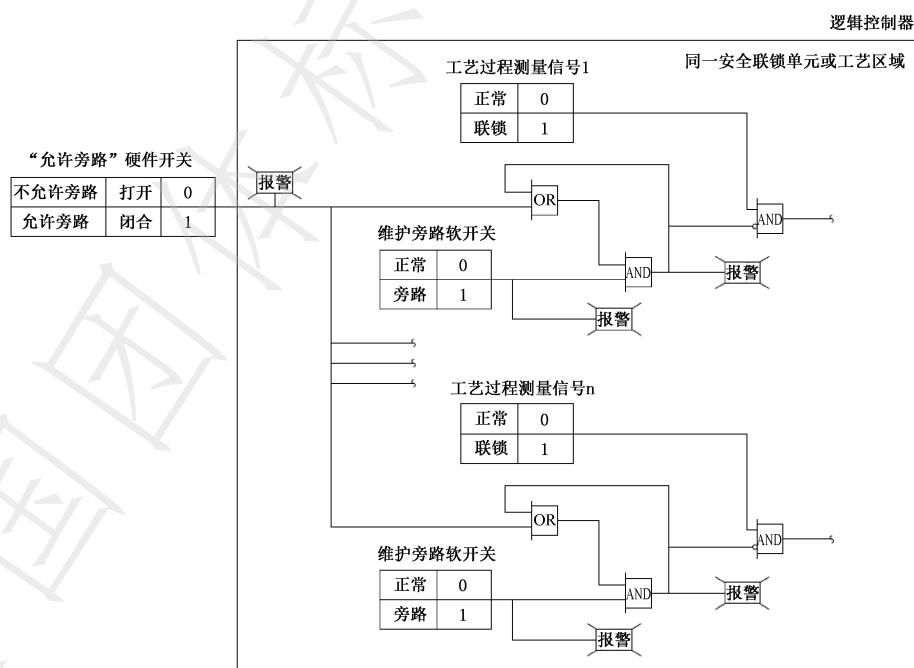 逻辑控制器
同一安全联锁单元或工艺区域
工艺过程测量信号1
正常 0
联锁 1
“允许旁路”硬件开关
不允许旁路 打开 0
允许旁路 闭合 1
报警
OR
AND
维护旁路软开关
正常 0
旁路 1
AND
报警
报警
工艺过程测量信号n
正常 0
联锁 1
OR
AND
维护旁路软开关
正常 0
旁路 1
AND
报警
报警
国团体标